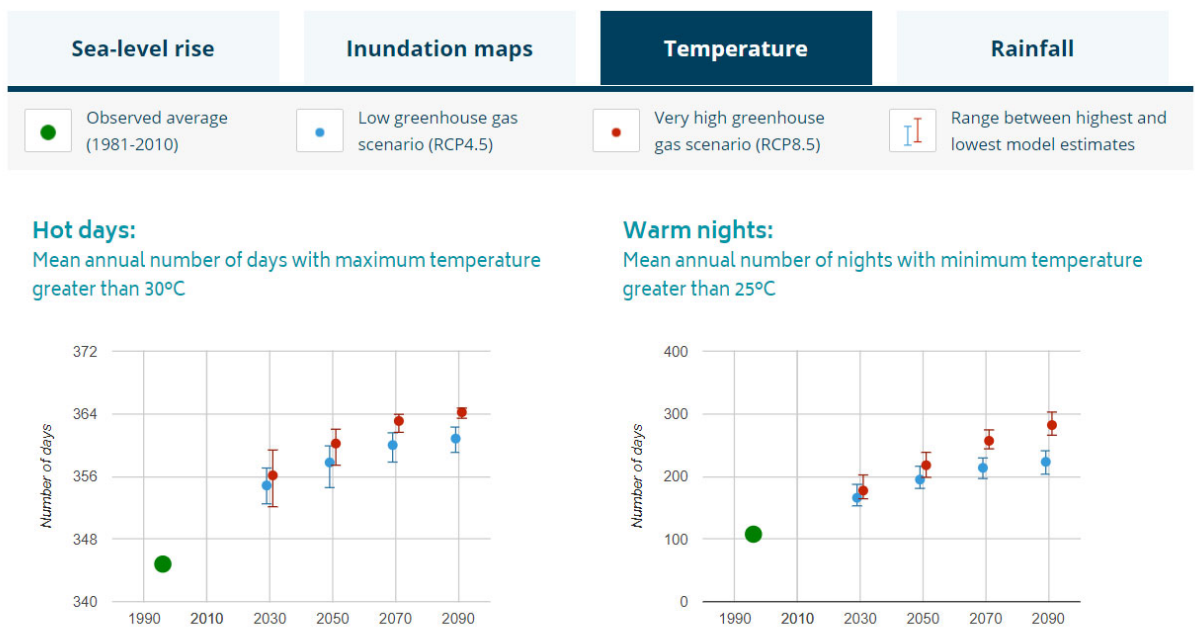 Sea-level rise
Inundation maps
Temperature
Rainfall
Observed average
(1981-2010)
Low greenhouse gas
scenario (RCP4.5)
Very high greenhouse
gas scenario (RCP8.5)
Range between highest and
lowest model estimates
Hot days:
Mean annual number of days with maximum temperature
greater than 30ºC
372
364
356
348
340
Number of days
1990 2010 2030 2050 2070 2090
Warm nights:
Mean annual number of nights with minimum temperature
greater than 25ºC
400
300
200
100
0
Number of days
1990 2010 2030 2050 2070 2090